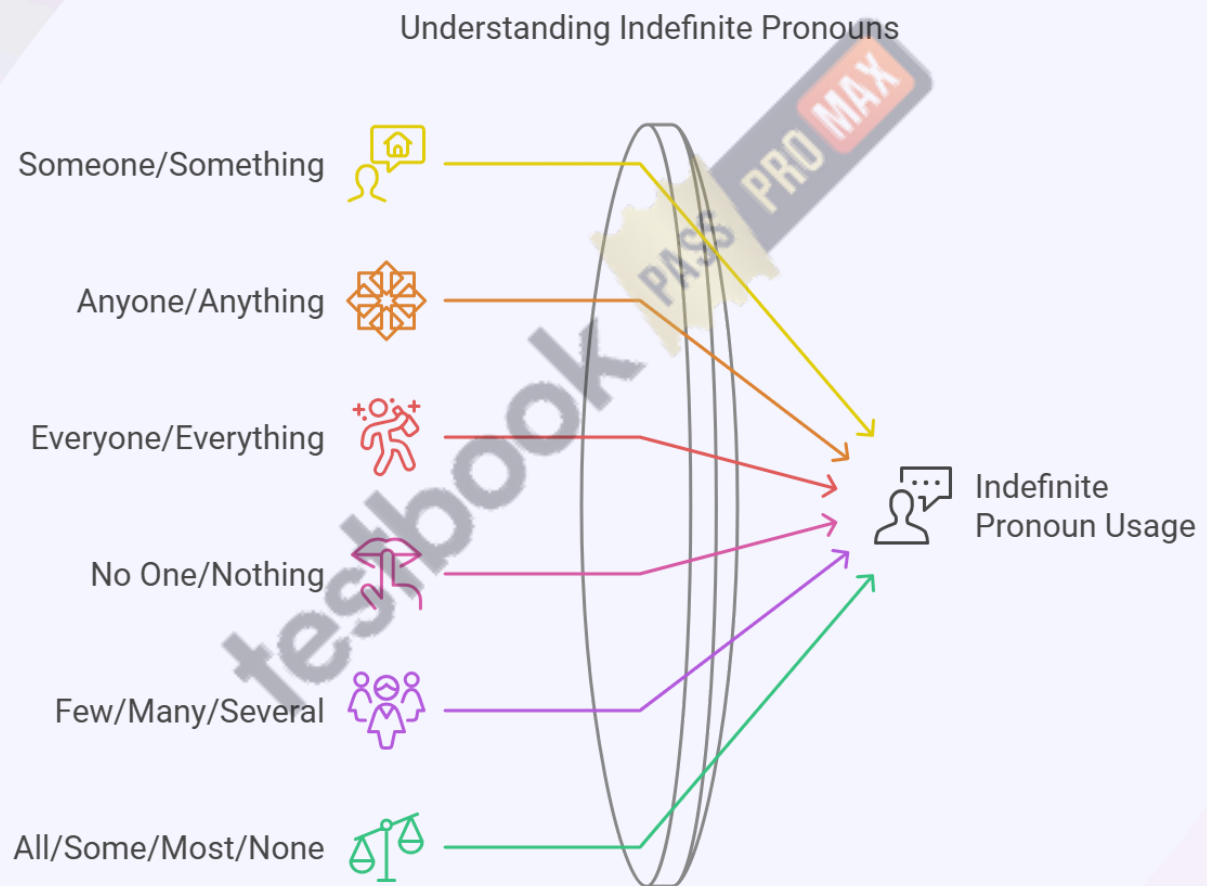 Understanding Indefinite Pronouns
PASS PRO MAX
Someone/Something
Anyone/Anything
Everyone/Everything
testbook
Indefinite
Pronoun Usage
No One/Nothing
Few/Many/Several
All/Some/Most/None